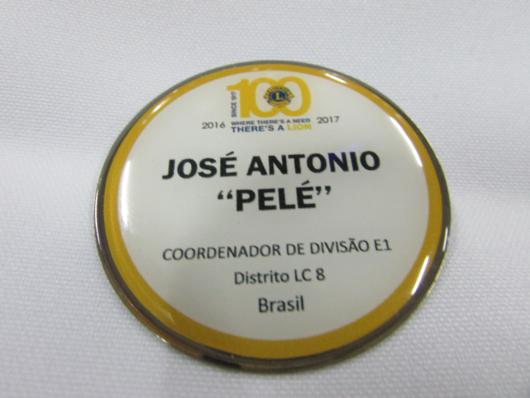 SINCE 1917
100
L
2016 WHERE THERE'S A NEED 2017
THERE'S A LION
JOSÉ ANTONIO
“PELÉ”
COORDENADOR DE DIVISÃO E1
Distrito LC 8
Brasil